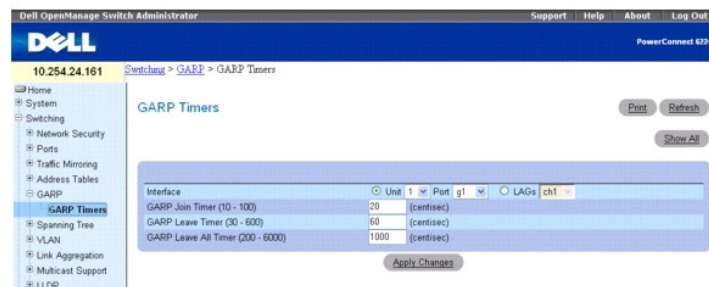 Dell OpenManage Switch Administrator
Support Help About Log Out
DELL
PowerConnect 622
10.254.24.161
Switching > GARP > GARP Timers
Home
System
Switching
Network Security
Ports
Traffic Mirroring
Address Tables
GARP
GARP Timers
Spanning Tree
VLAN
Link Aggregation
Multicast Support
LLDP
GARP Timers
Print Refresh
Show All
Interface Unit 1 Port g1 LAGs ch1
GARP Join Timer (10 - 100) 20 (centisec)
GARP Leave Timer (30 - 600) 60 (centisec)
GARP Leave All Timer (200 - 6000) 1000 (centisec)
Apply Changes